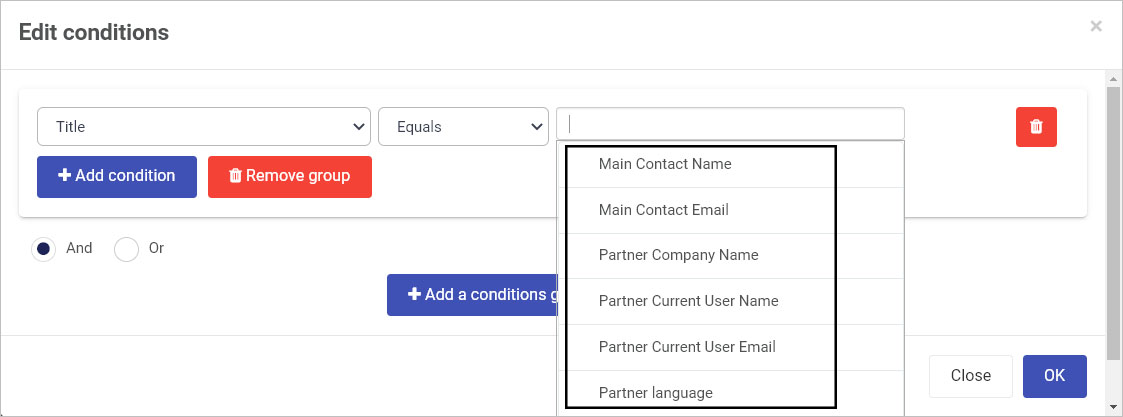 Edit conditions
×
Title
Equals
+ Add condition
Remove group
Main Contact Name
Main Contact Email
Partner Company Name
Partner Current User Name
Partner Current User Email
Partner language
And
Or
+ Add a conditions g
Close
OK